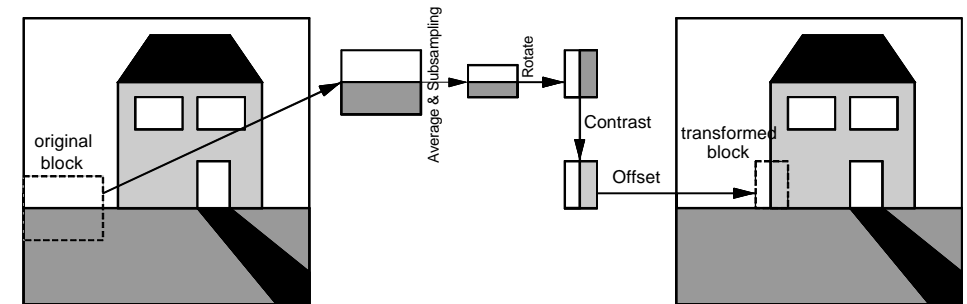 original
block
Average & Subsampling
Rotate
Contrast
Offset
transformed
block